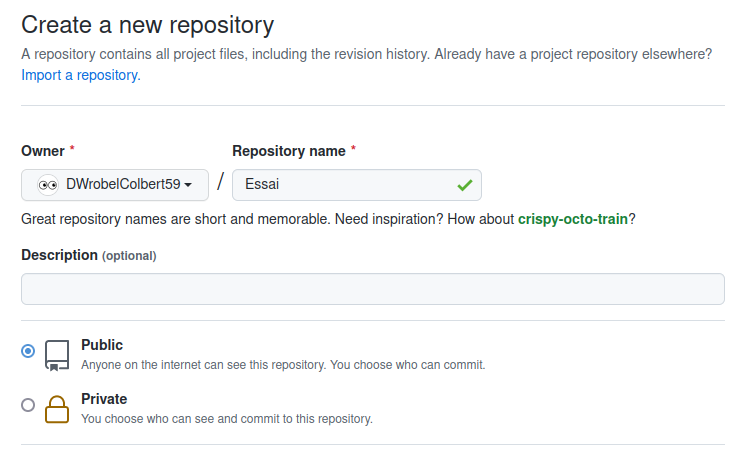 Create a new repository
A repository contains all project files, including the revision history. Already have a project repository elsewhere?
Import a repository.
Owner * Repository name *
DWrobelColbert59 / Essai
Great repository names are short and memorable. Need inspiration? How about crispy-octo-train?
Description (optional)
Public
Anyone on the internet can see this repository. You choose who can commit.
Private
You choose who can see and commit to this repository.